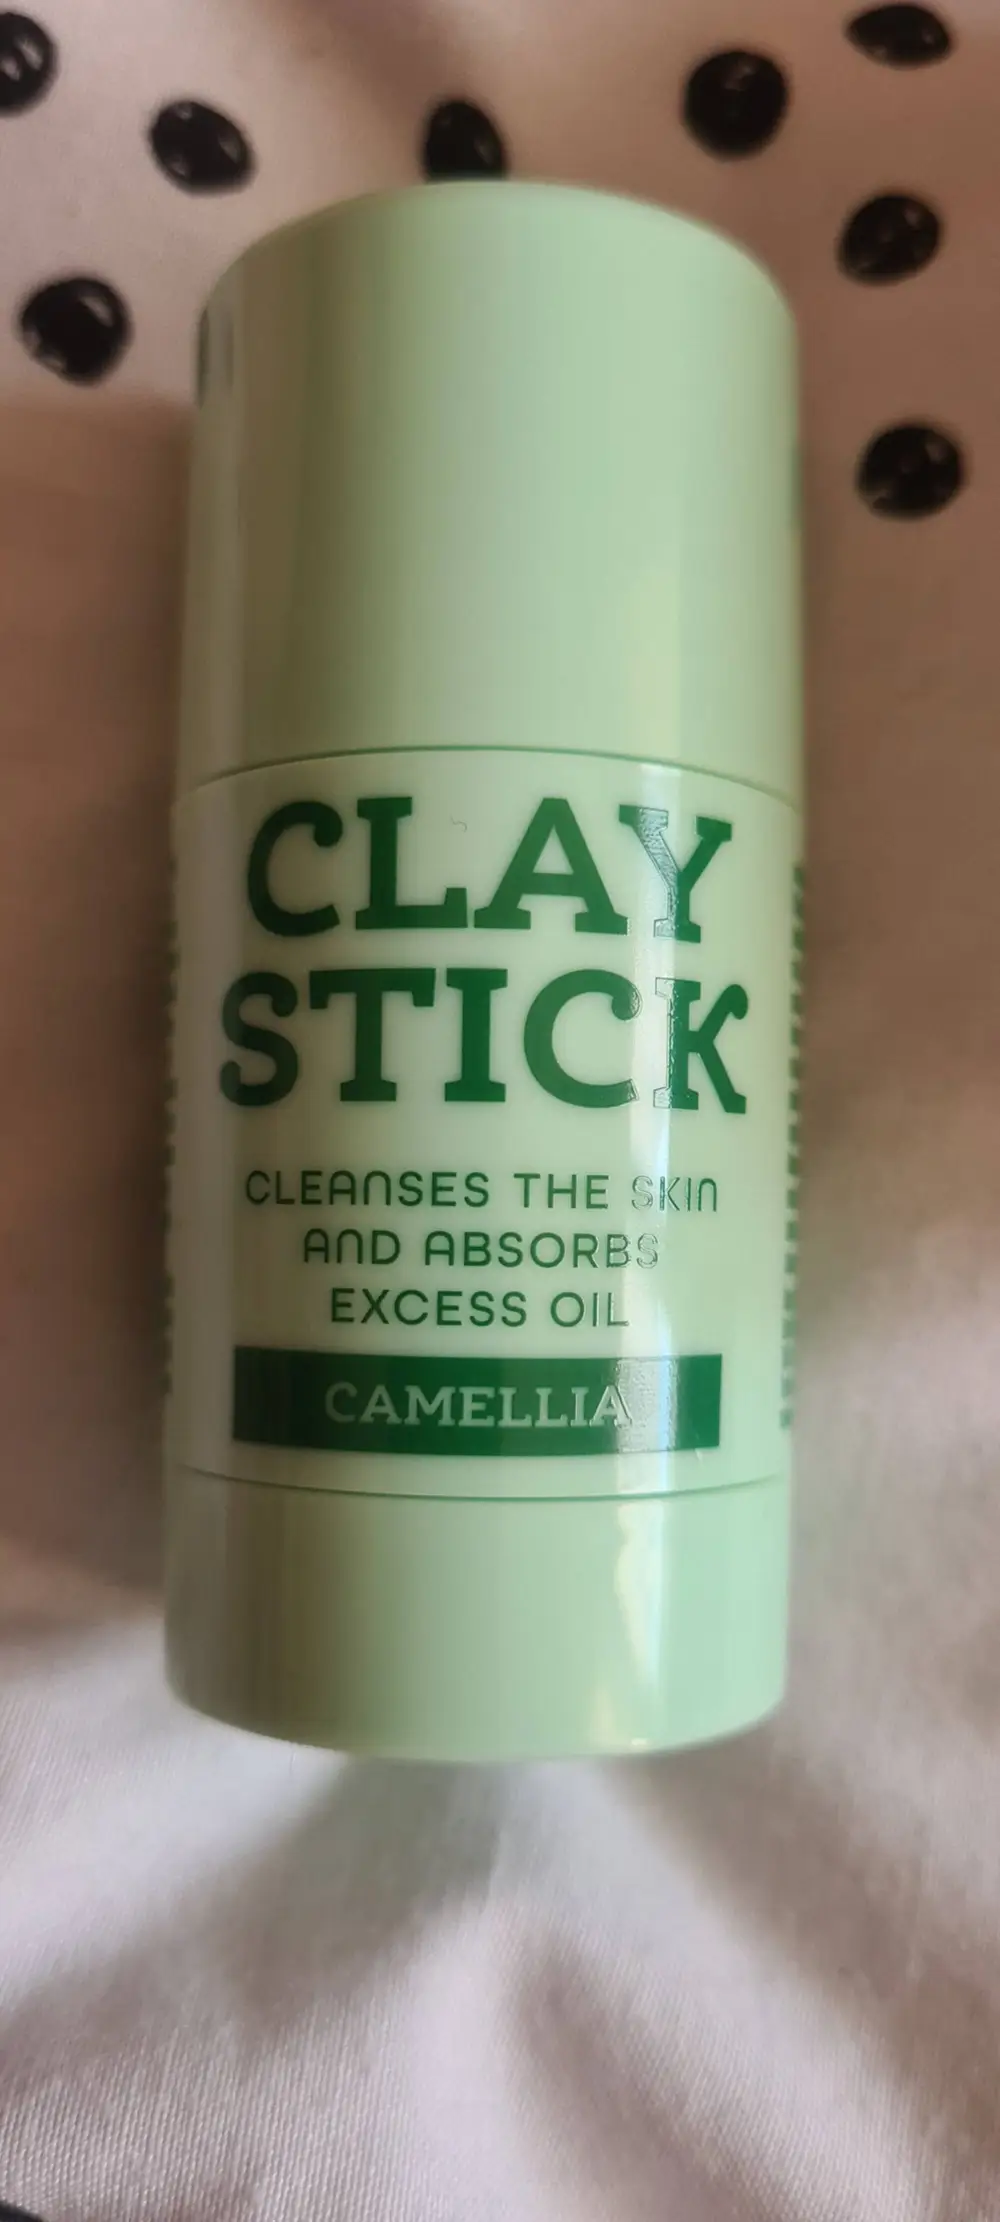 CLAY
STICK
CLEANSES THE SKIN
AND ABSORBS
EXCESS OIL
CAMELLIA